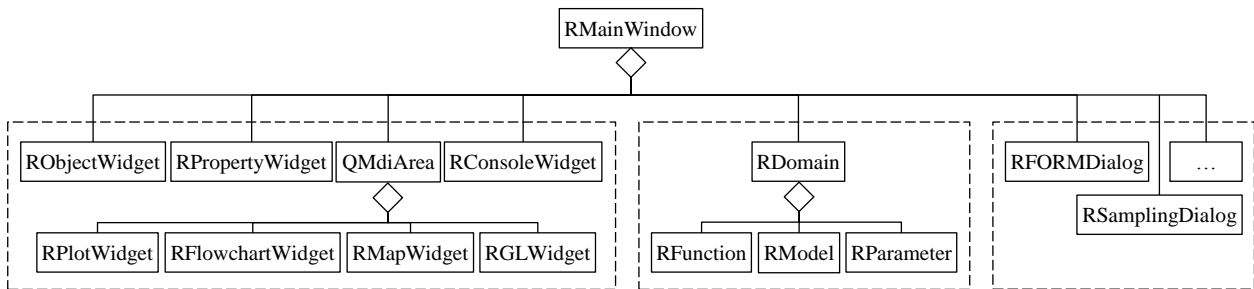 RMainWindow
RObjectWidget
RPropertyWidget
QMdiArea
RConsoleWidget
RPlotWidget
RFlowchartWidget
RMapWidget
RGLWidget
RDomain
RFunction
RModel
RParameter
RFORMDialog
…
RSamplingDialog